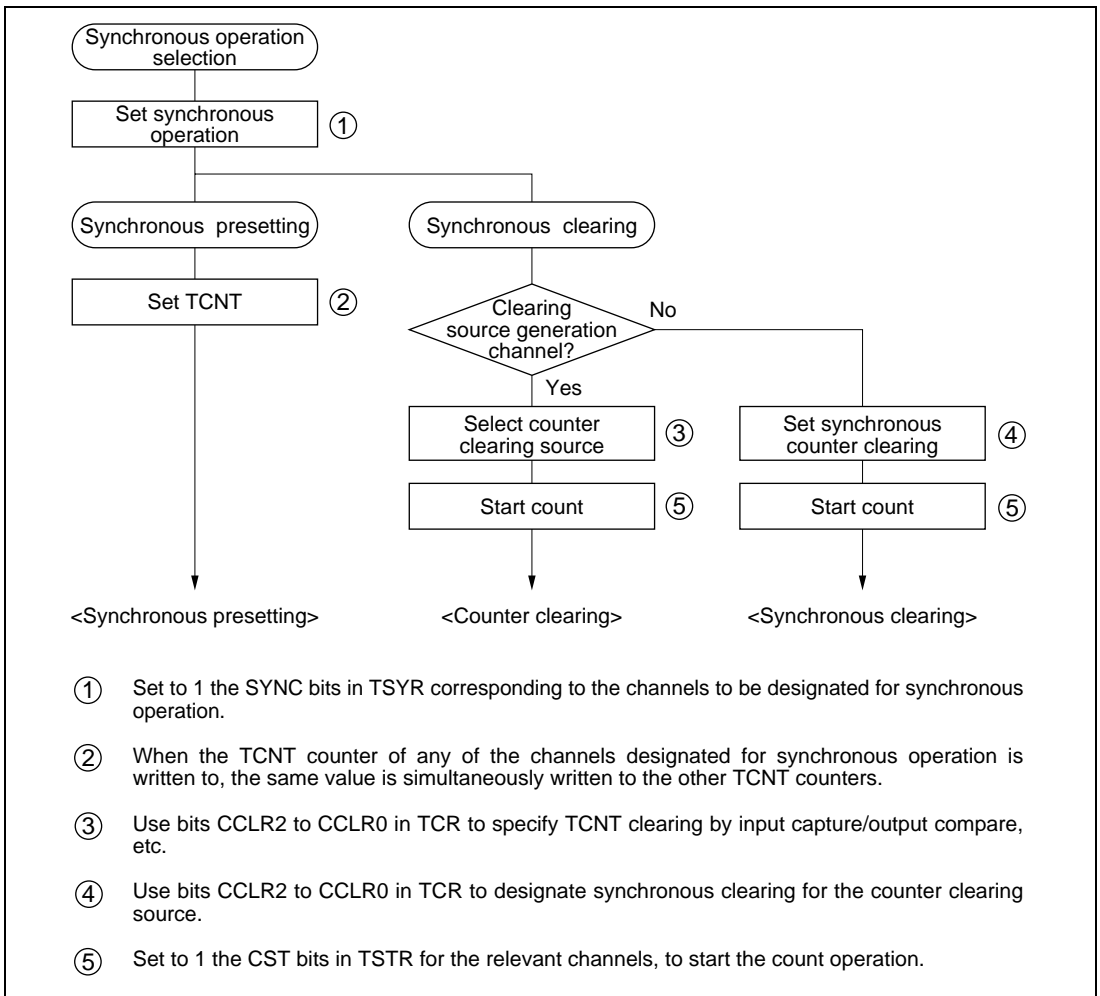 Synchronous operation
selection
Set synchronous
operation
①
Synchronous presetting
Synchronous clearing
Set TCNT
②
Clearing
source generation
channel?
No
Yes
Select counter
clearing source
③
Set synchronous
counter clearing
④
Start count
⑤
Start count
⑤
<Synchronous presetting>
<Counter clearing>
<Synchronous clearing>
① Set to 1 the SYNC bits in TSYR corresponding to the channels to be designated for synchronous
operation.
② When the TCNT counter of any of the channels designated for synchronous operation is
written to, the same value is simultaneously written to the other TCNT counters.
③ Use bits CCLR2 to CCLR0 in TCR to specify TCNT clearing by input capture/output compare,
etc.
④ Use bits CCLR2 to CCLR0 in TCR to designate synchronous clearing for the counter clearing
source.
⑤ Set to 1 the CST bits in TSTR for the relevant channels, to start the count operation.